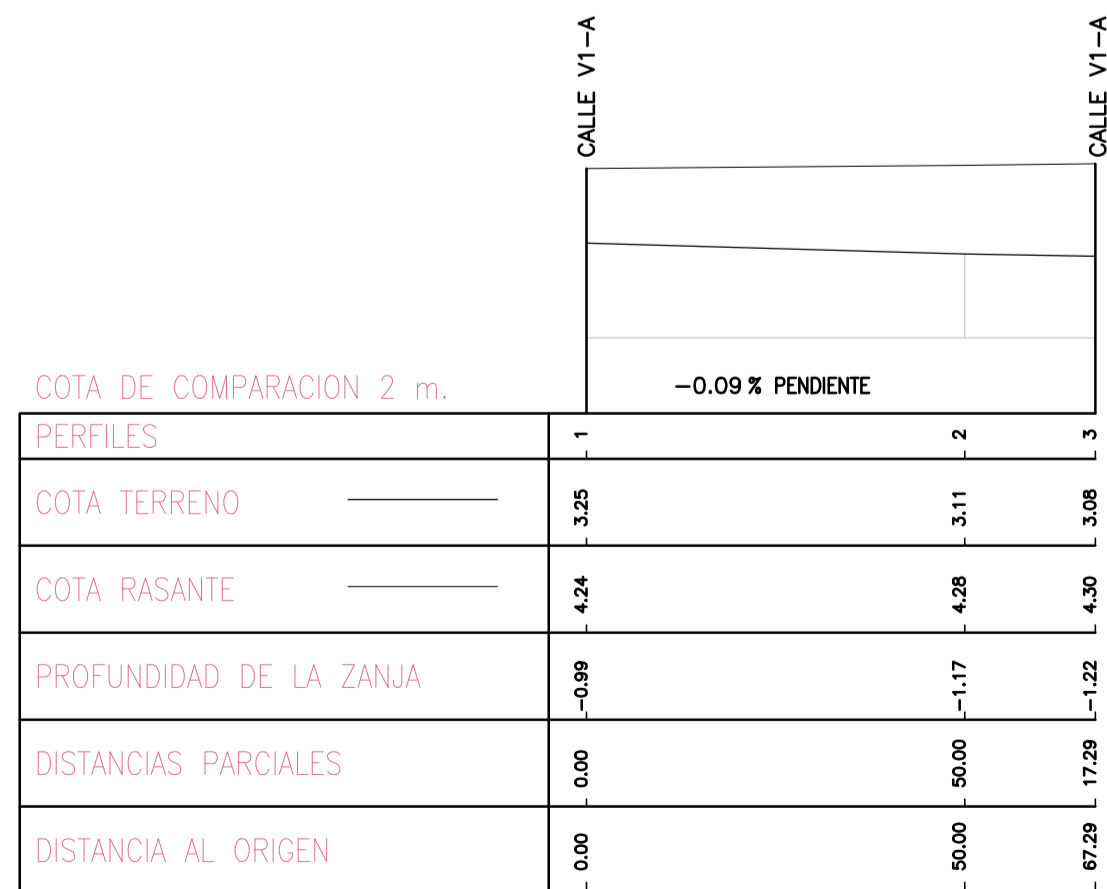 CALLE V1-A CALLE V1-A
COTA DE COMPARACION 2 m.
-0.09 % PENDIENTE
PERFILES 1 2 3
COTA TERRENO 3.25 3.11 3.08
COTA RASANTE 4.24 4.28 4.30
PROFUNDIDAD DE LA ZANJA -0.99 -1.17 -1.22
DISTANCIAS PARCIALES 0.00 50.00 17.29
DISTANCIA AL ORIGEN 0.00 50.00 67.29